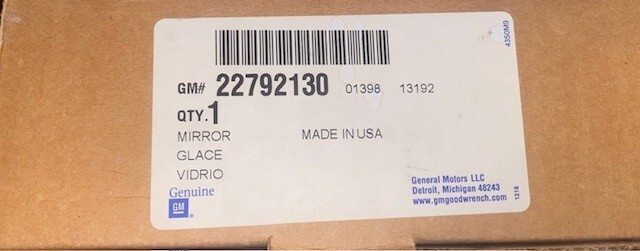 4350M9
GM# 22792130 01398 13192
QTY.1
MIRROR MADE IN USA
GLACE
VIDRIO
Genuine
GM
General Motors LLC
Detroit, Michigan 48243
www.gmgoodwrench.com
1216